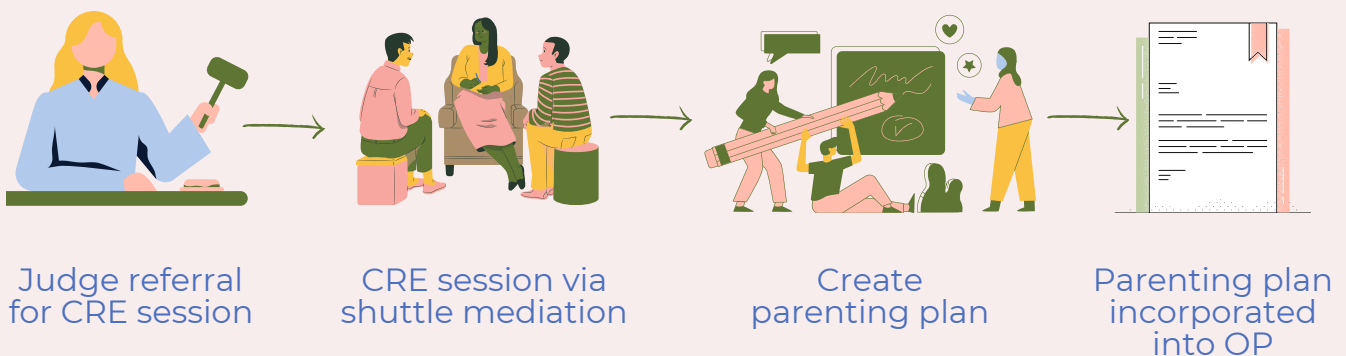 Judge referral
for CRE session
CRE session via
shuttle mediation
Create
parenting plan
Parenting plan
incorporated
into OP